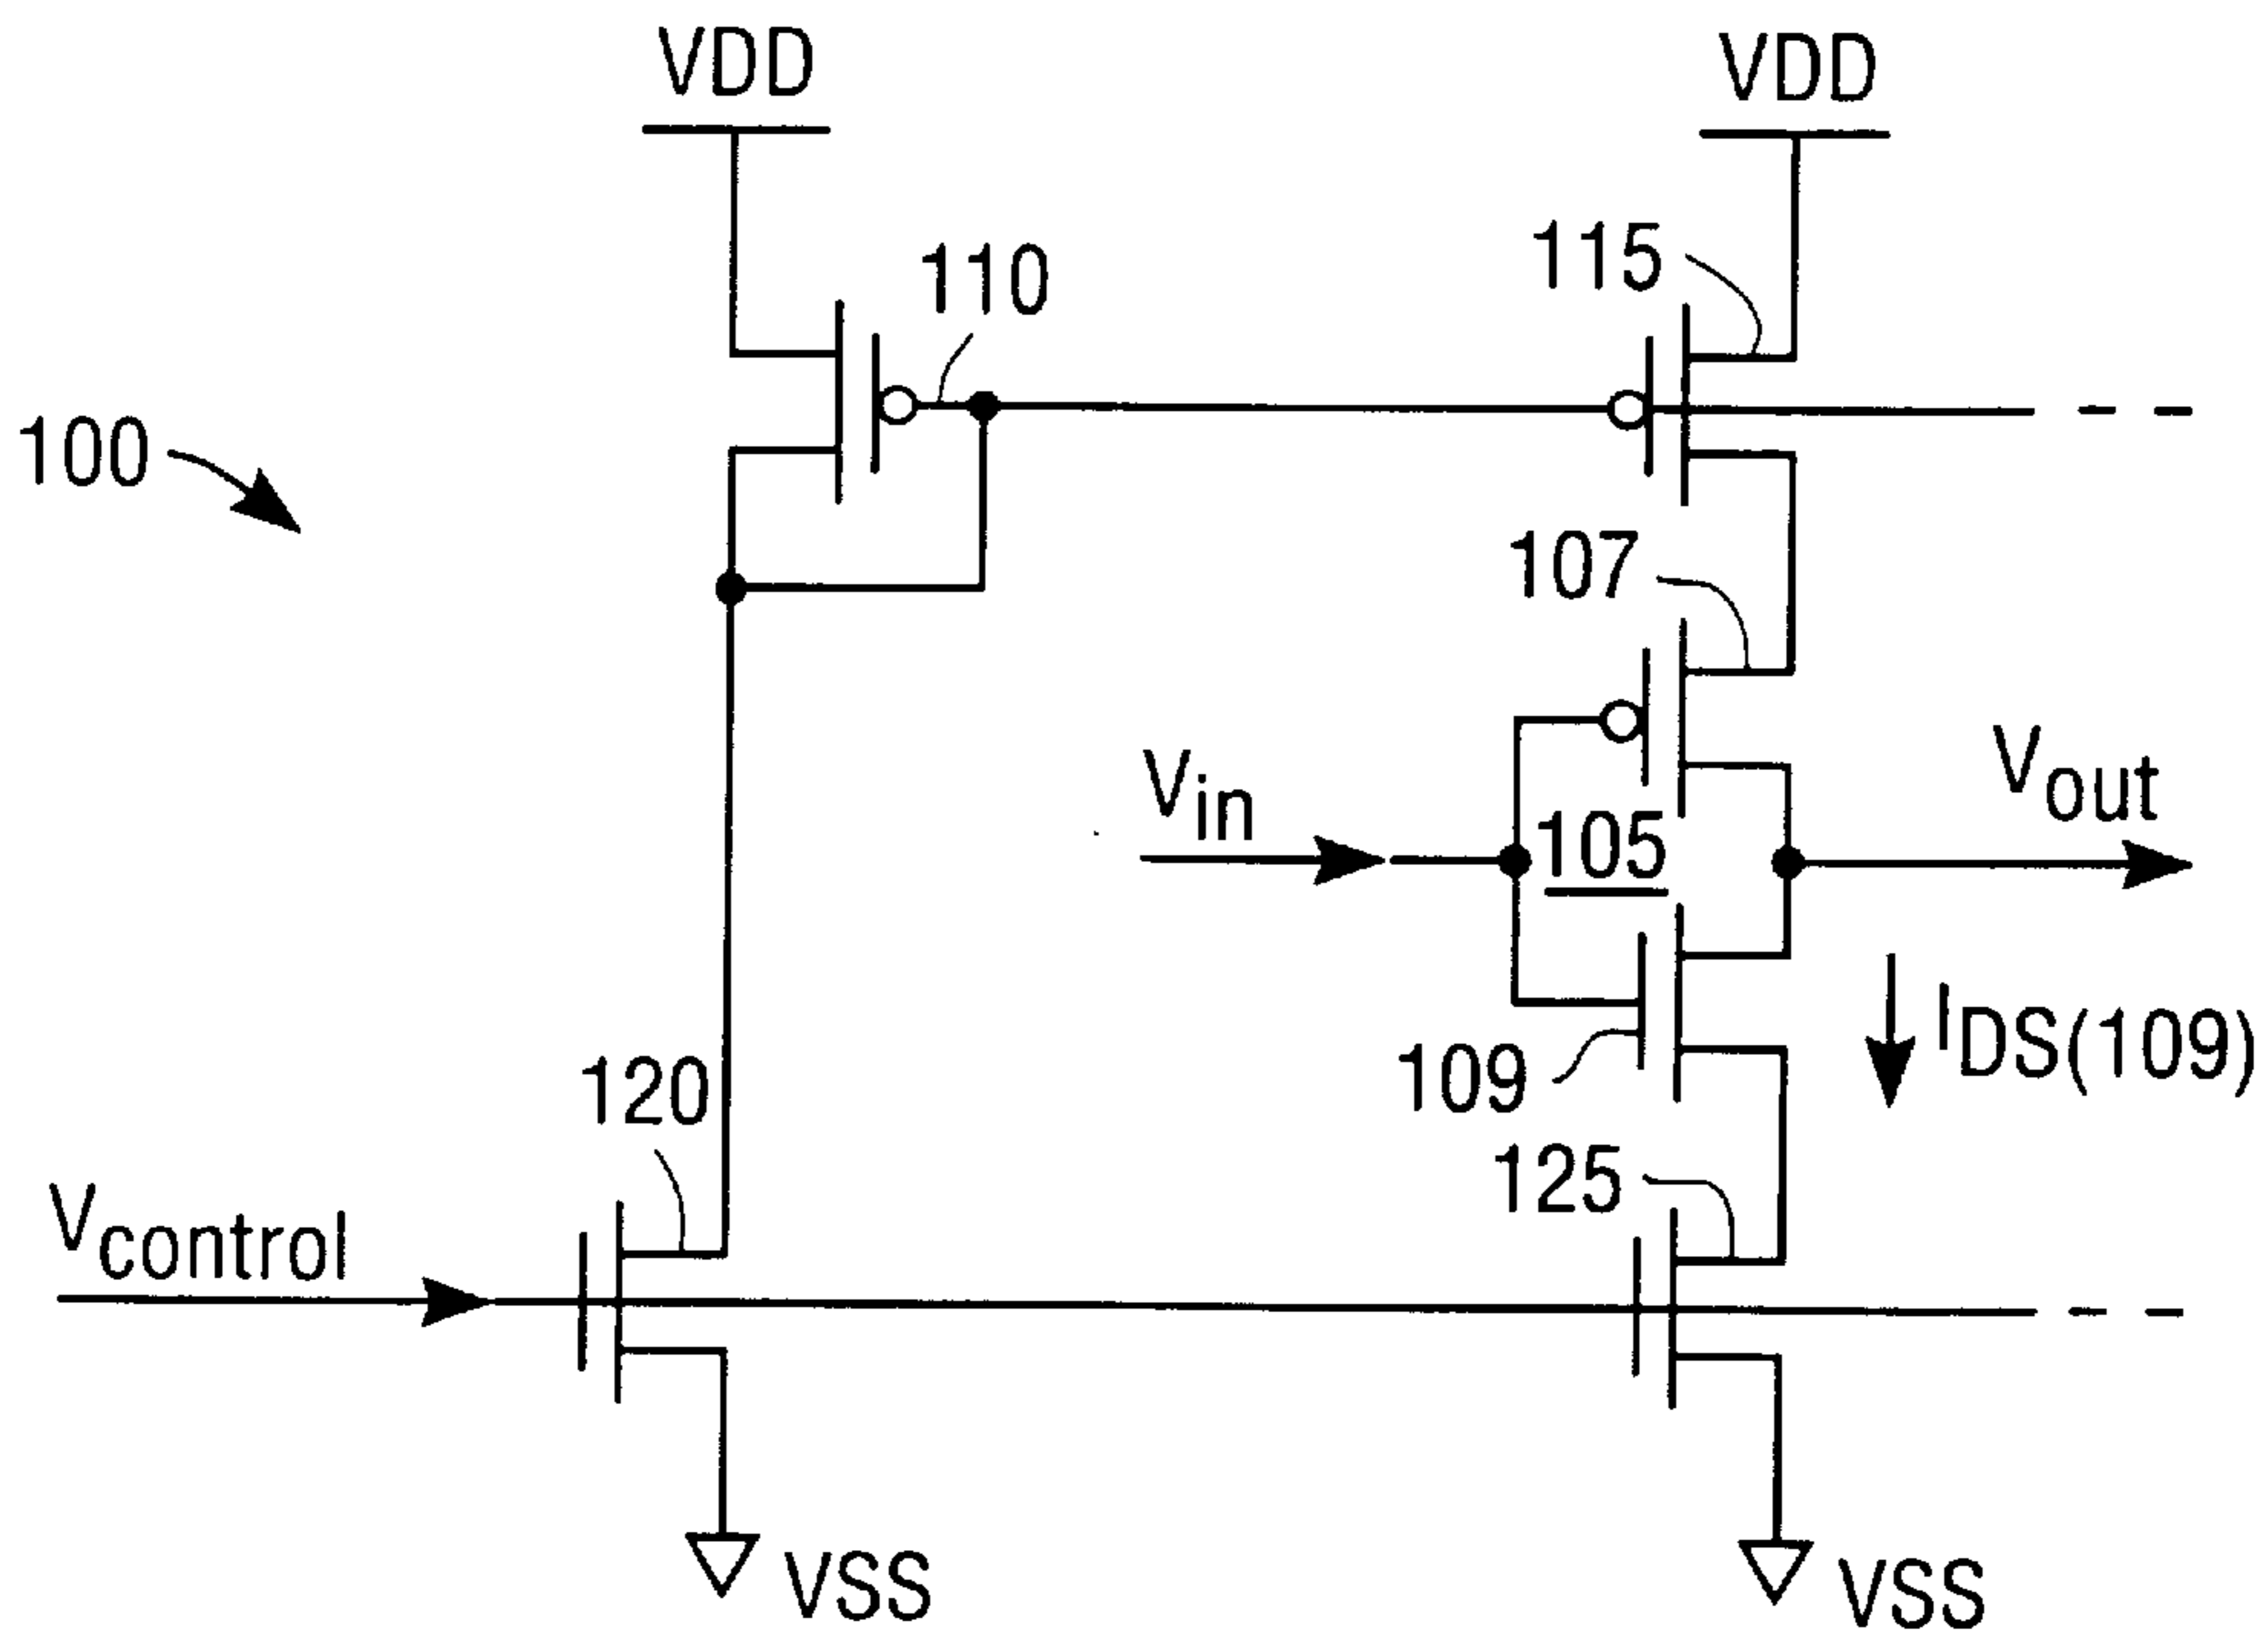 VDD
VDD
115
110
100
107
Vin
Vout
105
IDS(109)
109
120
125
Vcontrol
VSS
VSS